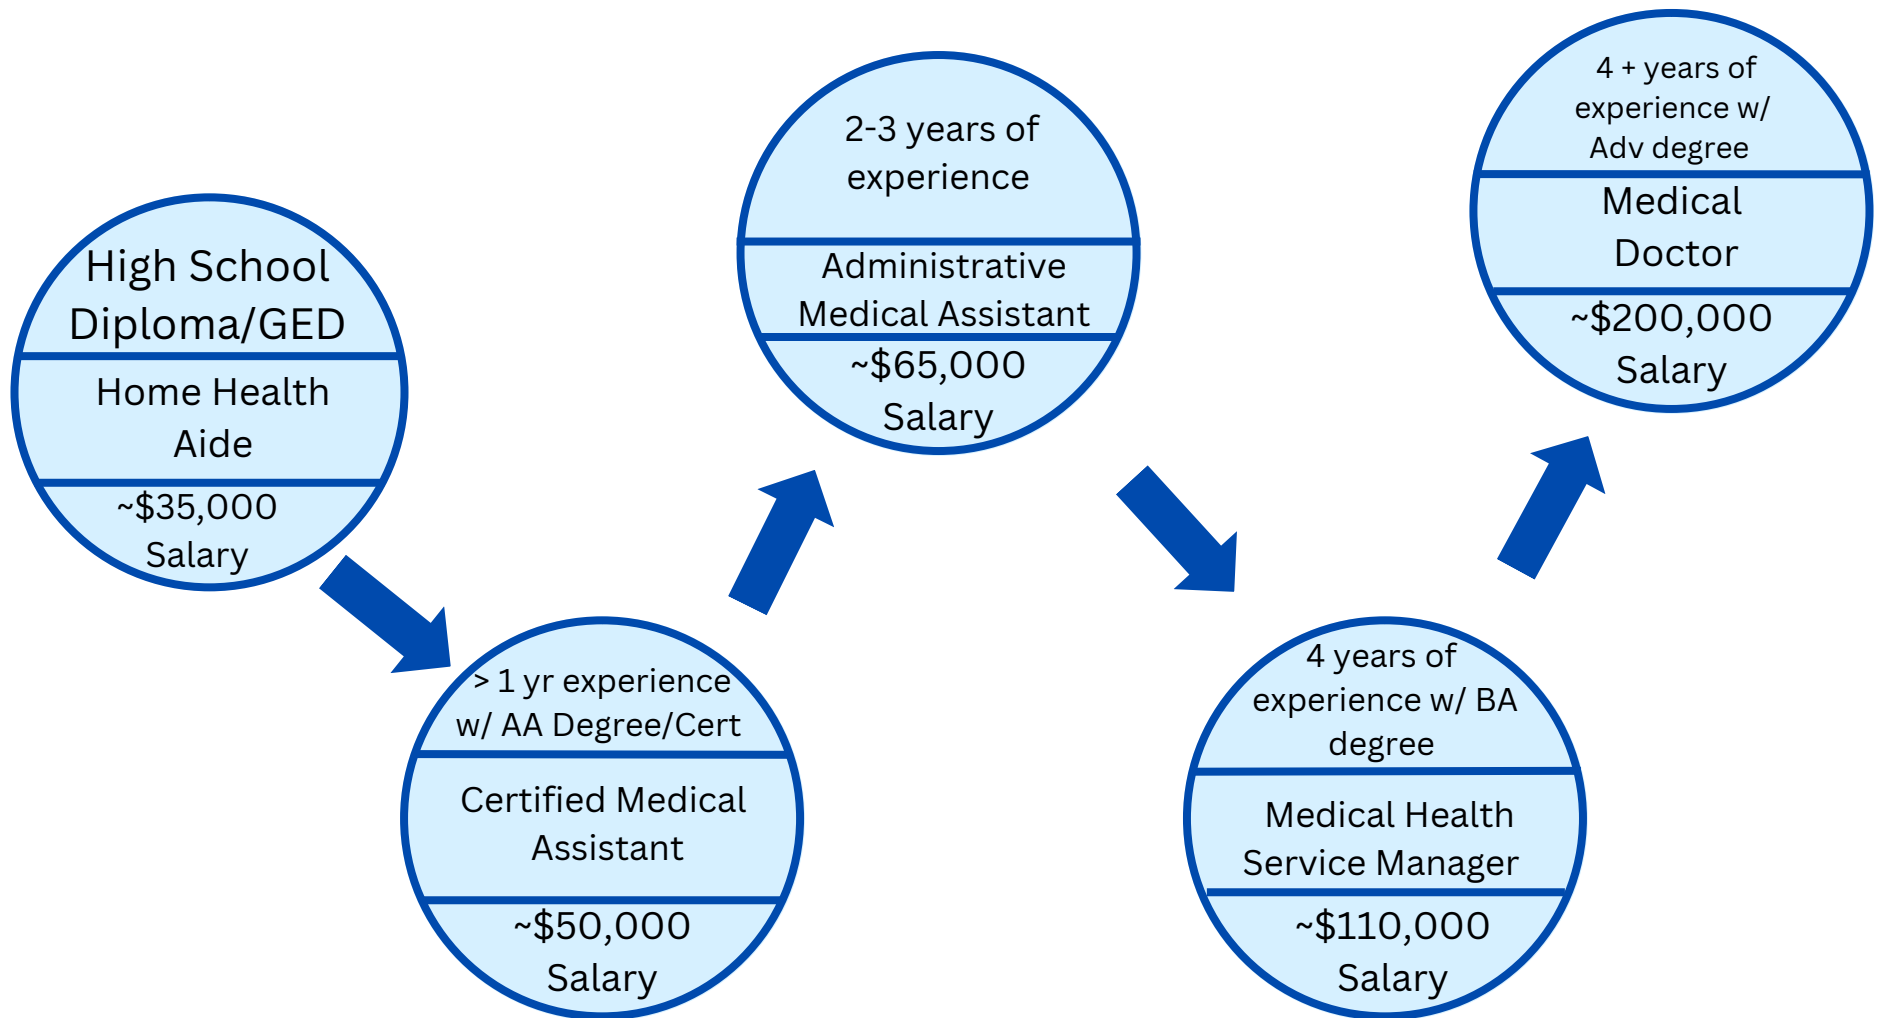 High School
Diploma/GED
Home Health
Aide
~$35,000
Salary
> 1 yr experience
w/ AA Degree/Cert
Certified Medical
Assistant
~$50,000
Salary
2-3 years of
experience
Administrative
Medical Assistant
~$65,000
Salary
4 years of
experience w/ BA
degree
Medical Health
Service Manager
~$110,000
Salary
4 + years of
experience w/
Adv degree
Medical
Doctor
~$200,000
Salary